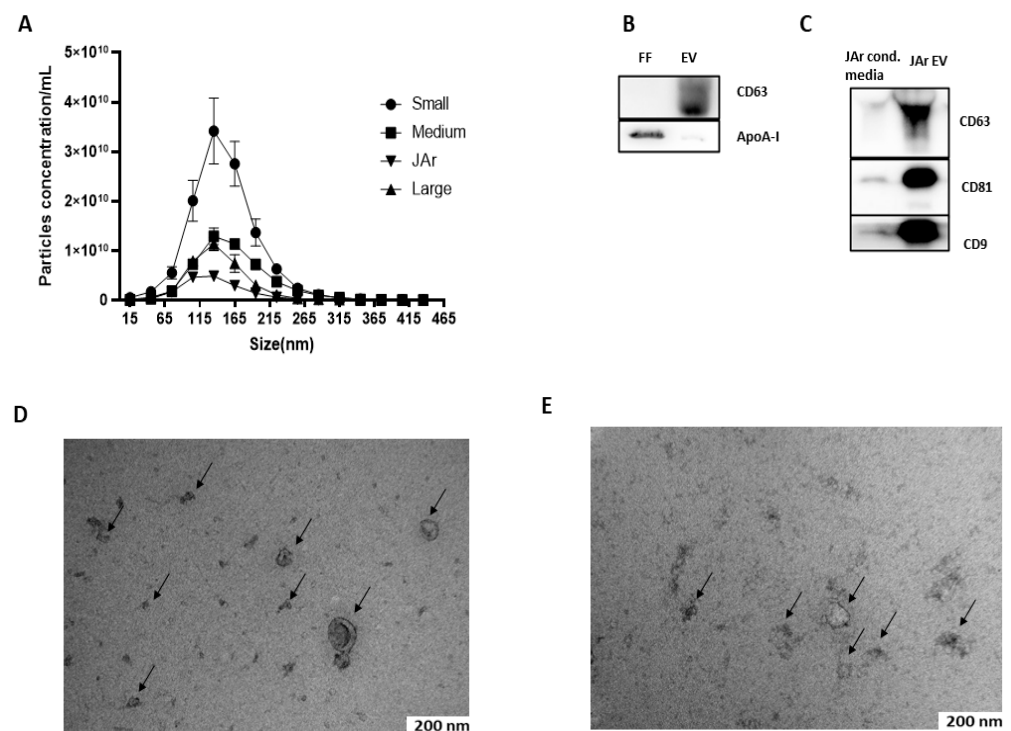 A
5×10¹⁰
4×10¹⁰
3×10¹⁰
2×10¹⁰
1×10¹⁰
0
Particles concentration/mL
15 65 115 165 215 265 315 365 415 465
Size(nm)
Small
Medium
JAr
Large
B
FF EV
CD63
ApoA-I
C
JAr cond.
media
JAr EV
CD63
CD81
CD9
D
200 nm
E
200 nm